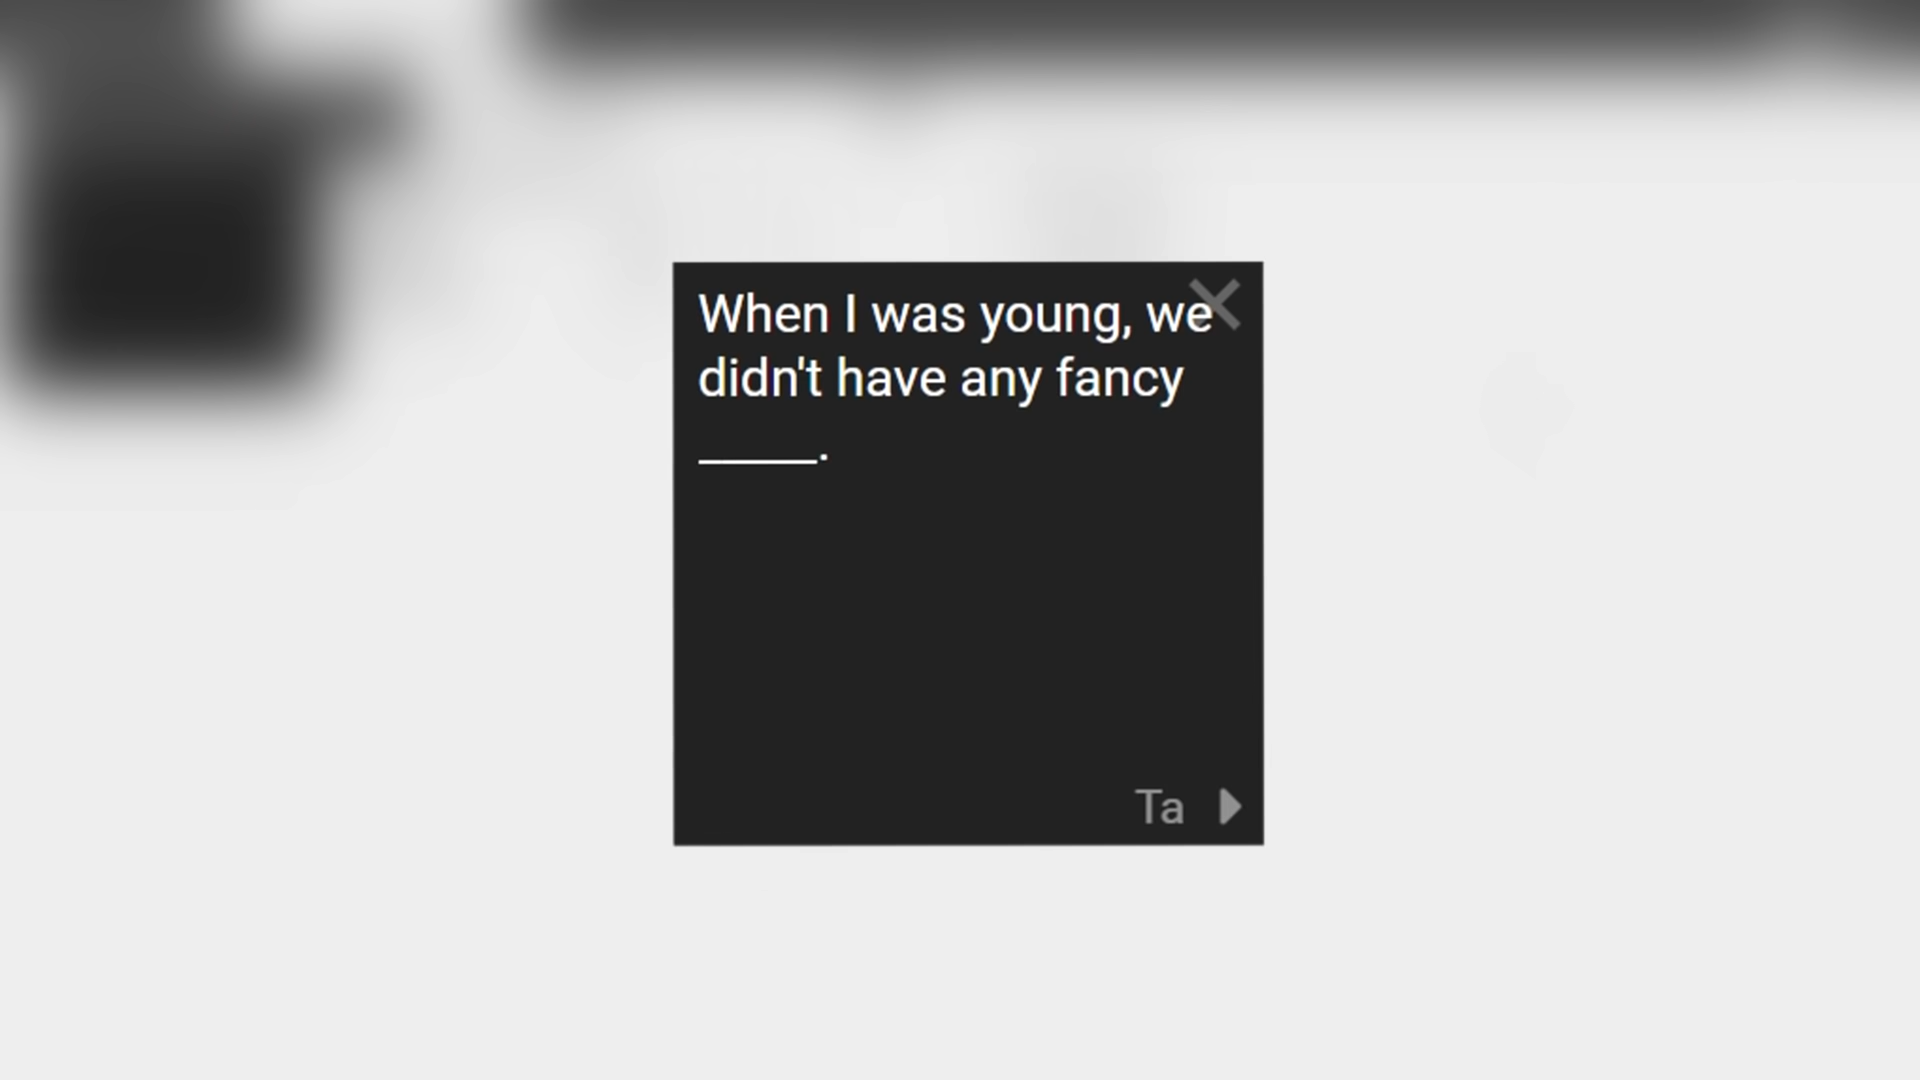 When I was young, we
didn't have any fancy
_____.
Ta